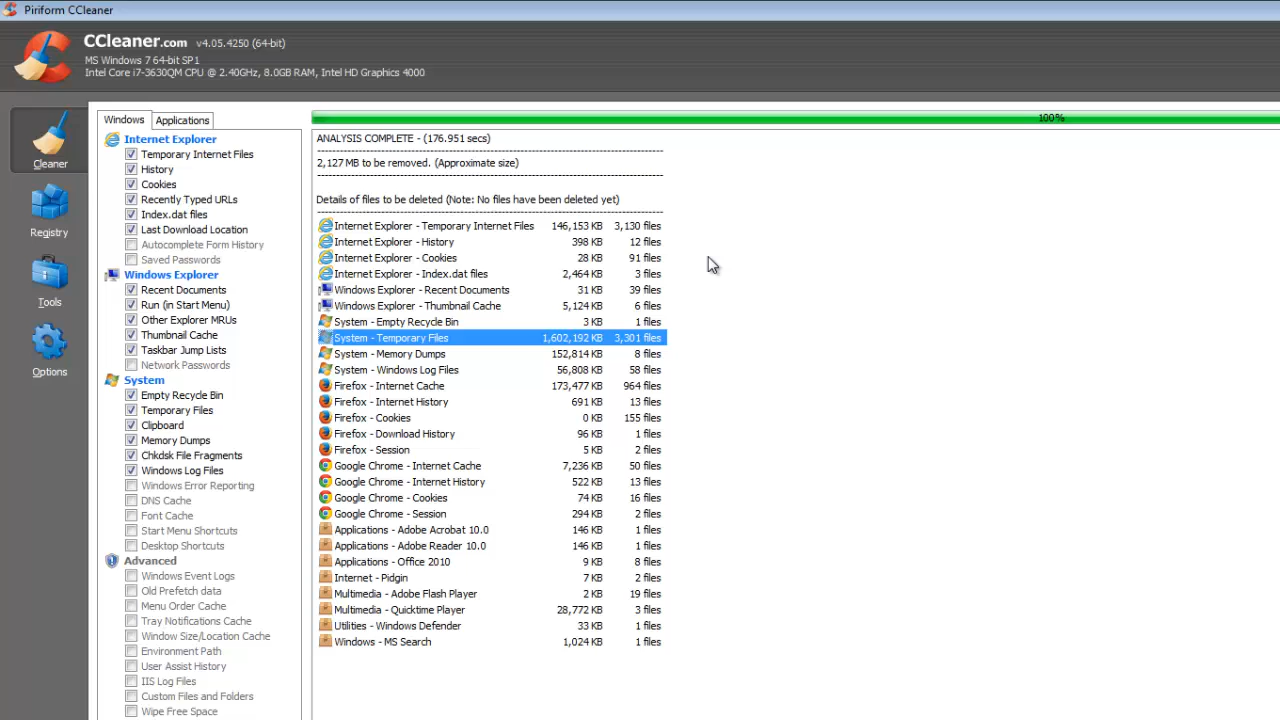 Piriform CCleaner
CCleaner.com v4.05.4250 (64-bit)
MS Windows 7 64-bit SP1
Intel Core i7-3630QM CPU @ 2.40GHz, 8.0GB RAM, Intel HD Graphics 4000
Cleaner
Registry
Tools
Options
Windows
Applications
Internet Explorer
Temporary Internet Files
History
Cookies
Recently Typed URLs
Index.dat files
Last Download Location
Autocomplete Form History
Saved Passwords
Windows Explorer
Recent Documents
Run (in Start Menu)
Other Explorer MRUs
Thumbnail Cache
Taskbar Jump Lists
Network Passwords
System
Empty Recycle Bin
Temporary Files
Clipboard
Memory Dumps
Chkdsk File Fragments
Windows Log Files
Windows Error Reporting
DNS Cache
Font Cache
Start Menu Shortcuts
Desktop Shortcuts
Advanced
Windows Event Logs
Old Prefetch data
Menu Order Cache
Tray Notifications Cache
Window Size/Location Cache
Environment Path
User Assist History
IIS Log Files
Custom Files and Folders
Wipe Free Space
100%
ANALYSIS COMPLETE - (176.951 secs)
2,127 MB to be removed. (Approximate size)
Details of files to be deleted (Note: No files have been deleted yet)
Internet Explorer - Temporary Internet Files 146,153 KB 3,130 files
Internet Explorer - History 398 KB 12 files
Internet Explorer - Cookies 28 KB 91 files
Internet Explorer - Index.dat files 2,464 KB 3 files
Windows Explorer - Recent Documents 31 KB 39 files
Windows Explorer - Thumbnail Cache 5,124 KB 6 files
System - Empty Recycle Bin 3 KB 1 files
System - Temporary Files 1,602,192 KB 3,301 files
System - Memory Dumps 152,814 KB 8 files
System - Windows Log Files 56,808 KB 58 files
Firefox - Internet Cache 173,477 KB 964 files
Firefox - Internet History 691 KB 13 files
Firefox - Cookies 0 KB 155 files
Firefox - Download History 96 KB 1 files
Firefox - Session 5 KB 2 files
Google Chrome - Internet Cache 7,236 KB 50 files
Google Chrome - Internet History 522 KB 13 files
Google Chrome - Cookies 74 KB 16 files
Google Chrome - Session 294 KB 2 files
Applications - Adobe Acrobat 10.0 146 KB 1 files
Applications - Adobe Reader 10.0 146 KB 1 files
Applications - Office 2010 9 KB 8 files
Internet - Pidgin 7 KB 2 files
Multimedia - Adobe Flash Player 2 KB 19 files
Multimedia - Quicktime Player 28,772 KB 3 files
Utilities - Windows Defender 33 KB 1 files
Windows - MS Search 1,024 KB 1 files